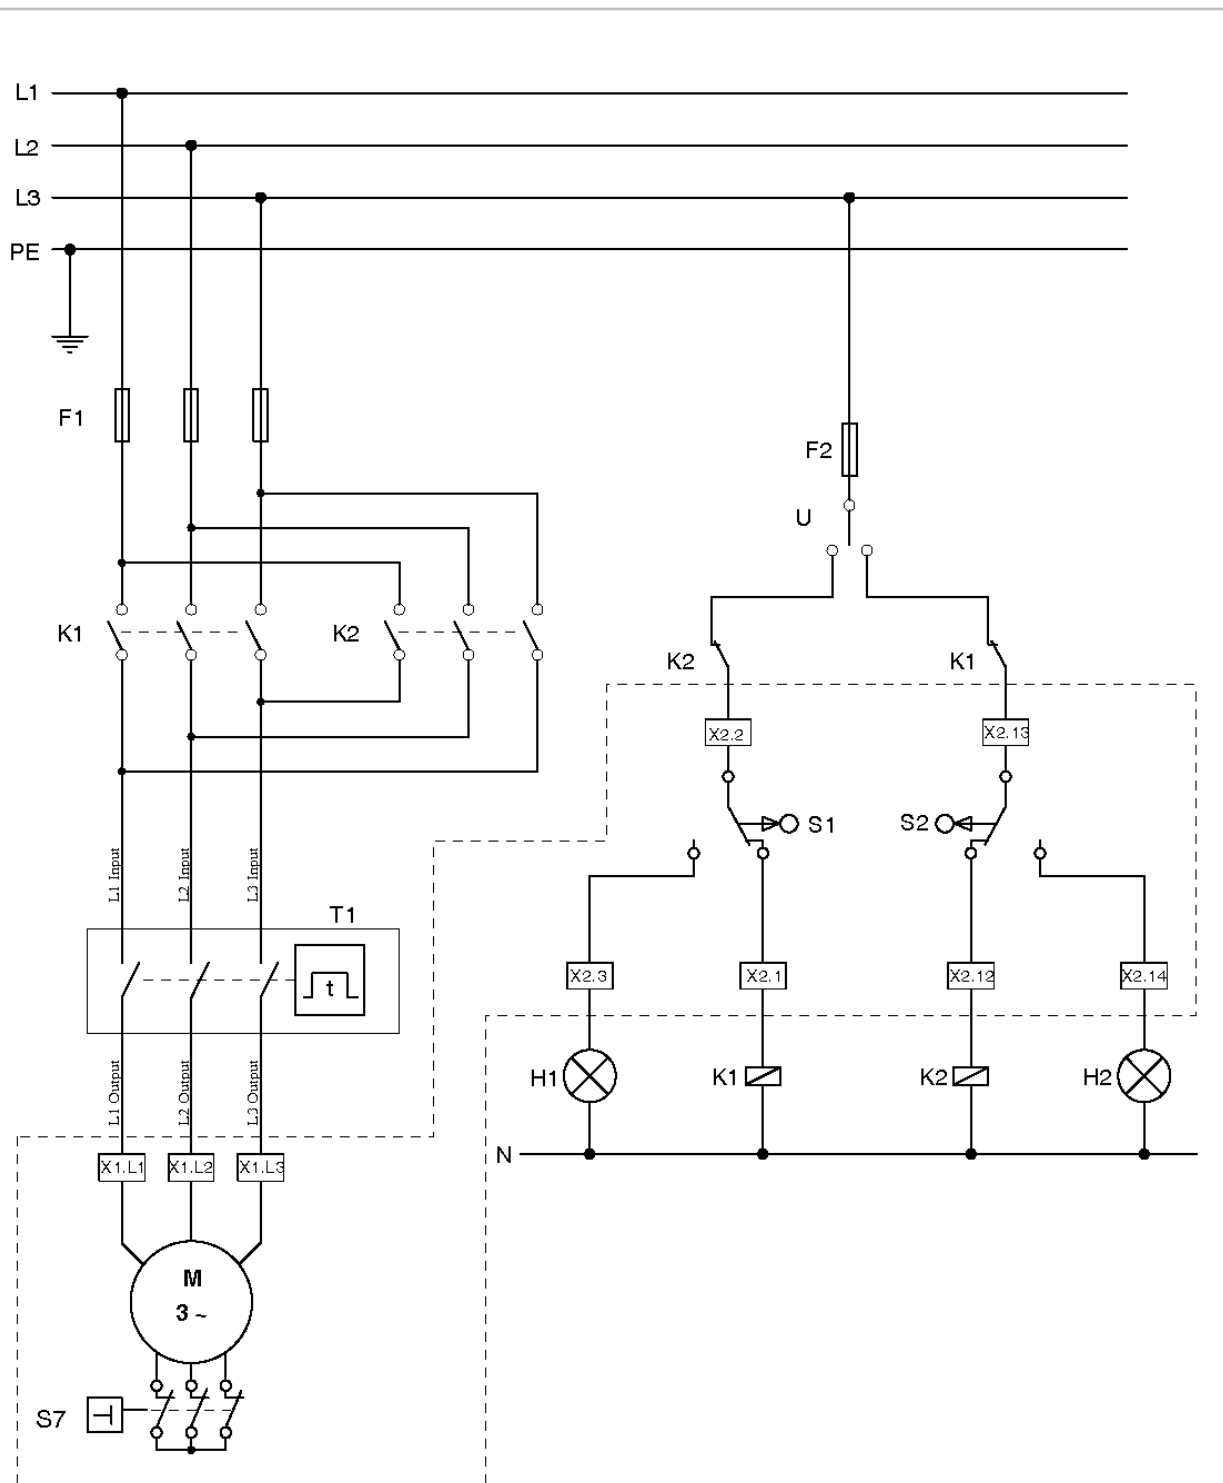 L1
L2
L3
PE
F1
F2
U
K1
K2
K2
K1
X2.2
X2.13
S1
S2
L1 Input
L2 Input
L3 Input
T1
t
X2.3
X2.1
X2.12
X2.14
H1
K1
K2
H2
L1 Output
L2 Output
L3 Output
N
X1.L1
X1.L2
X1.L3
M
3 ~
S7